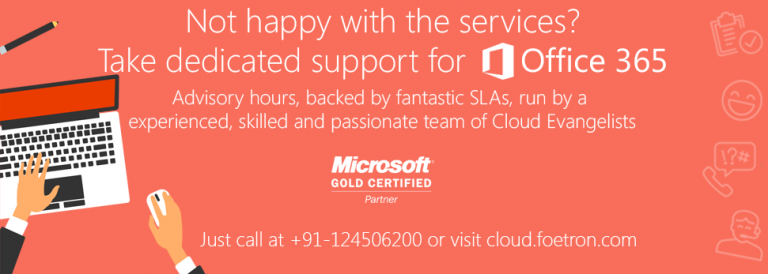 Not happy with the services?
Take dedicated support for Office 365
Advisory hours, backed by fantastic SLAs, run by a
experienced, skilled and passionate team of Cloud Evangelists
Microsoft
GOLD CERTIFIED
Partner
!?#
Just call at +91-124506200 or visit cloud.foetron.com